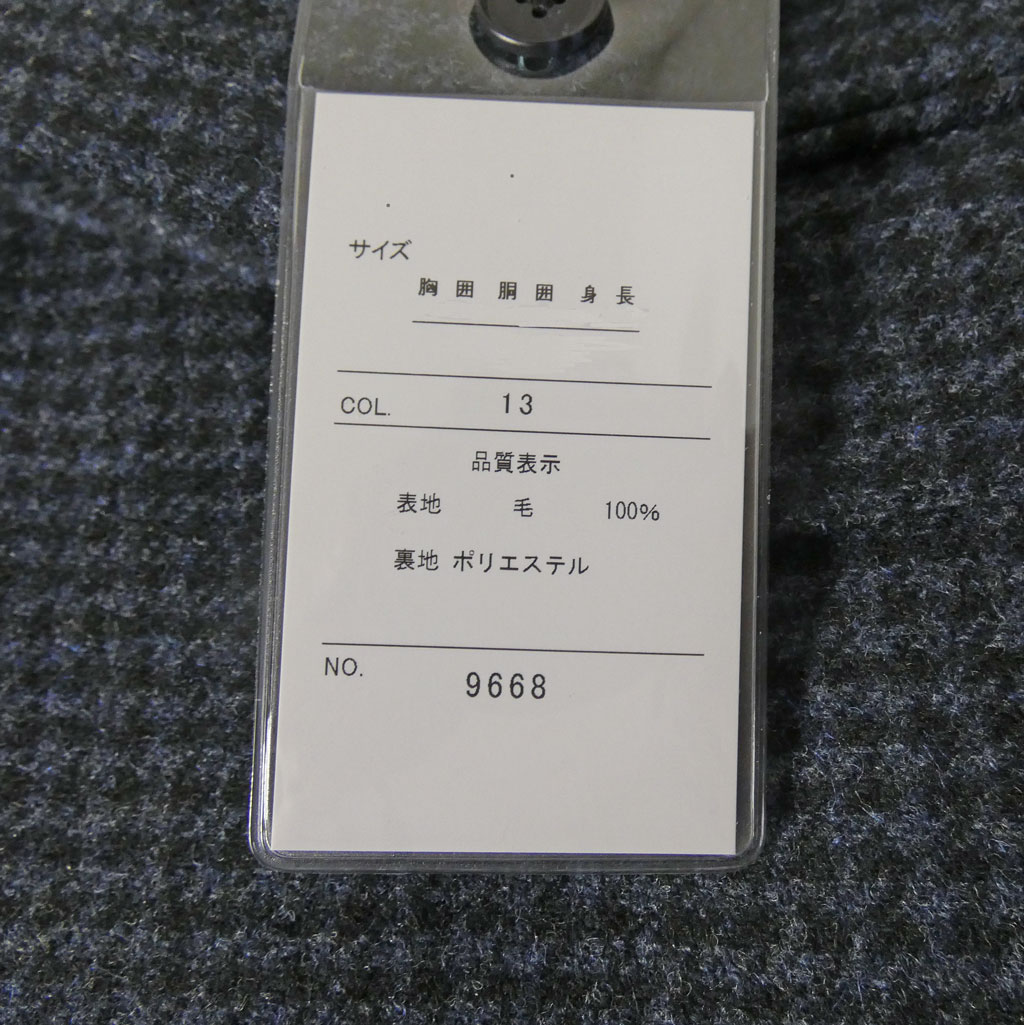 サイズ
胸囲 胴囲 身長
COL. 13
品質表示
表地 毛 100%
裏地 ポリエステル
NO. 9668